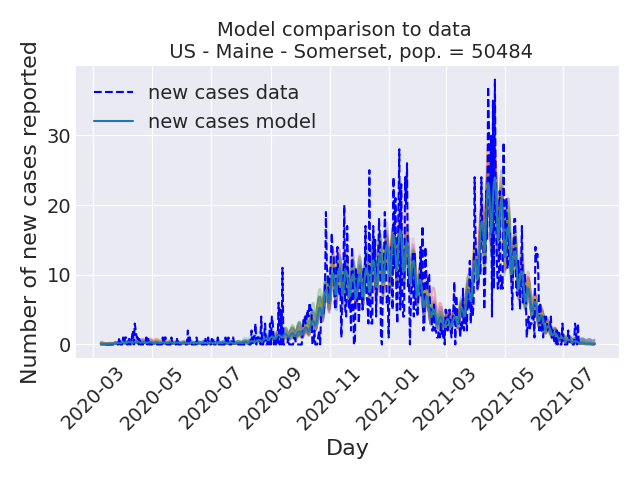 Model comparison to data
US - Maine - Somerset, pop. = 50484
Number of new cases reported
new cases data
new cases model
30
20
10
0
2020-03
2020-05
2020-07
2020-09
2020-11
2021-01
2021-03
2021-05
2021-07
Day